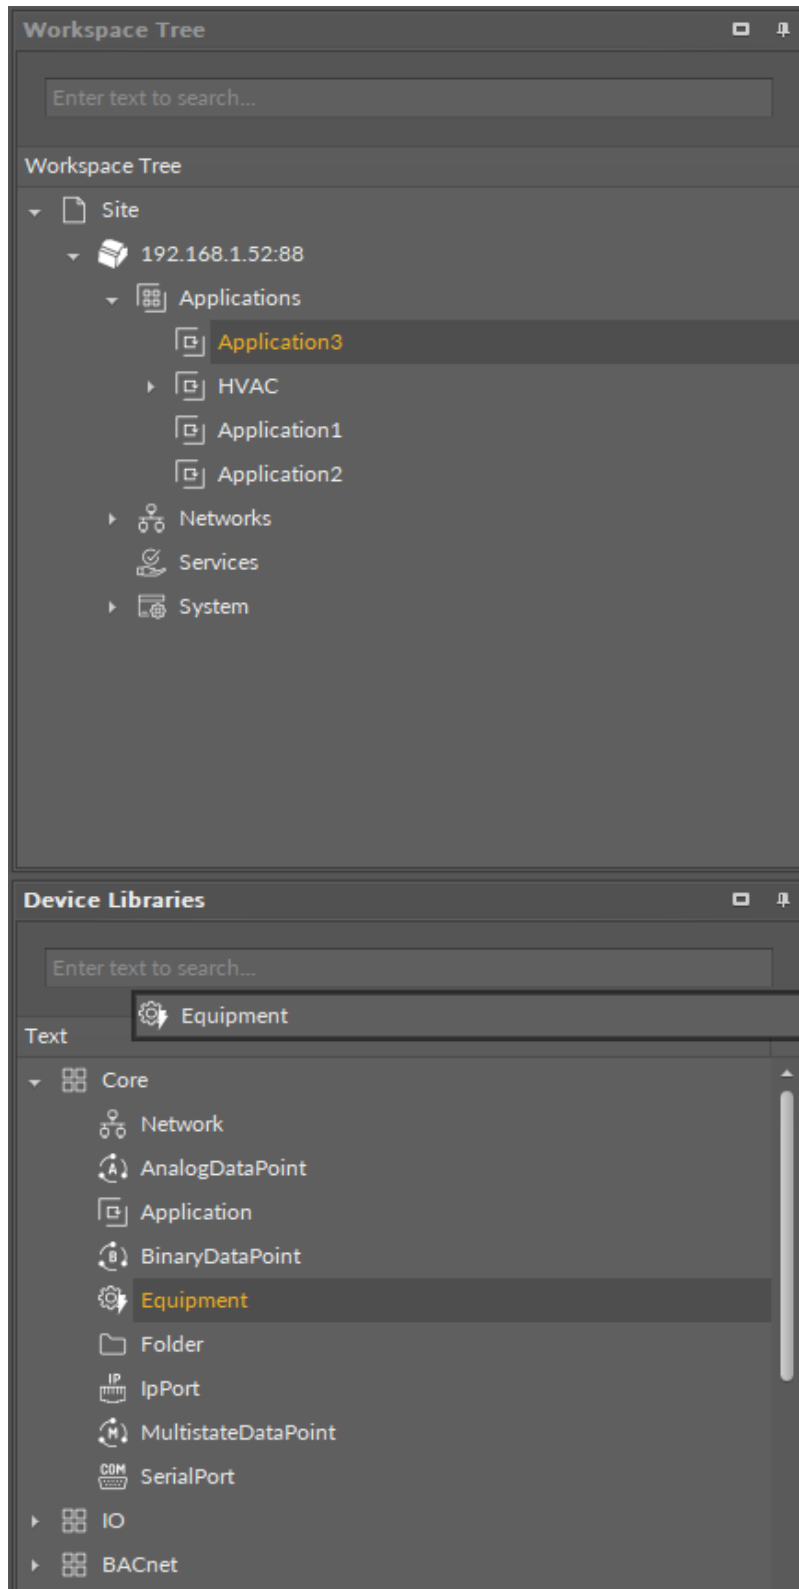 Workspace Tree
Enter text to search...
Workspace Tree
Site
192.168.1.52:88
Applications
Application3
HVAC
Application1
Application2
Networks
Services
System
Device Libraries
Enter text to search...
Equipment
Text
Core
Network
A AnalogDataPoint
Application
B BinaryDataPoint
Equipment
Folder
IP IpPort
M MultistateDataPoint
COM SerialPort
IO
BACnet